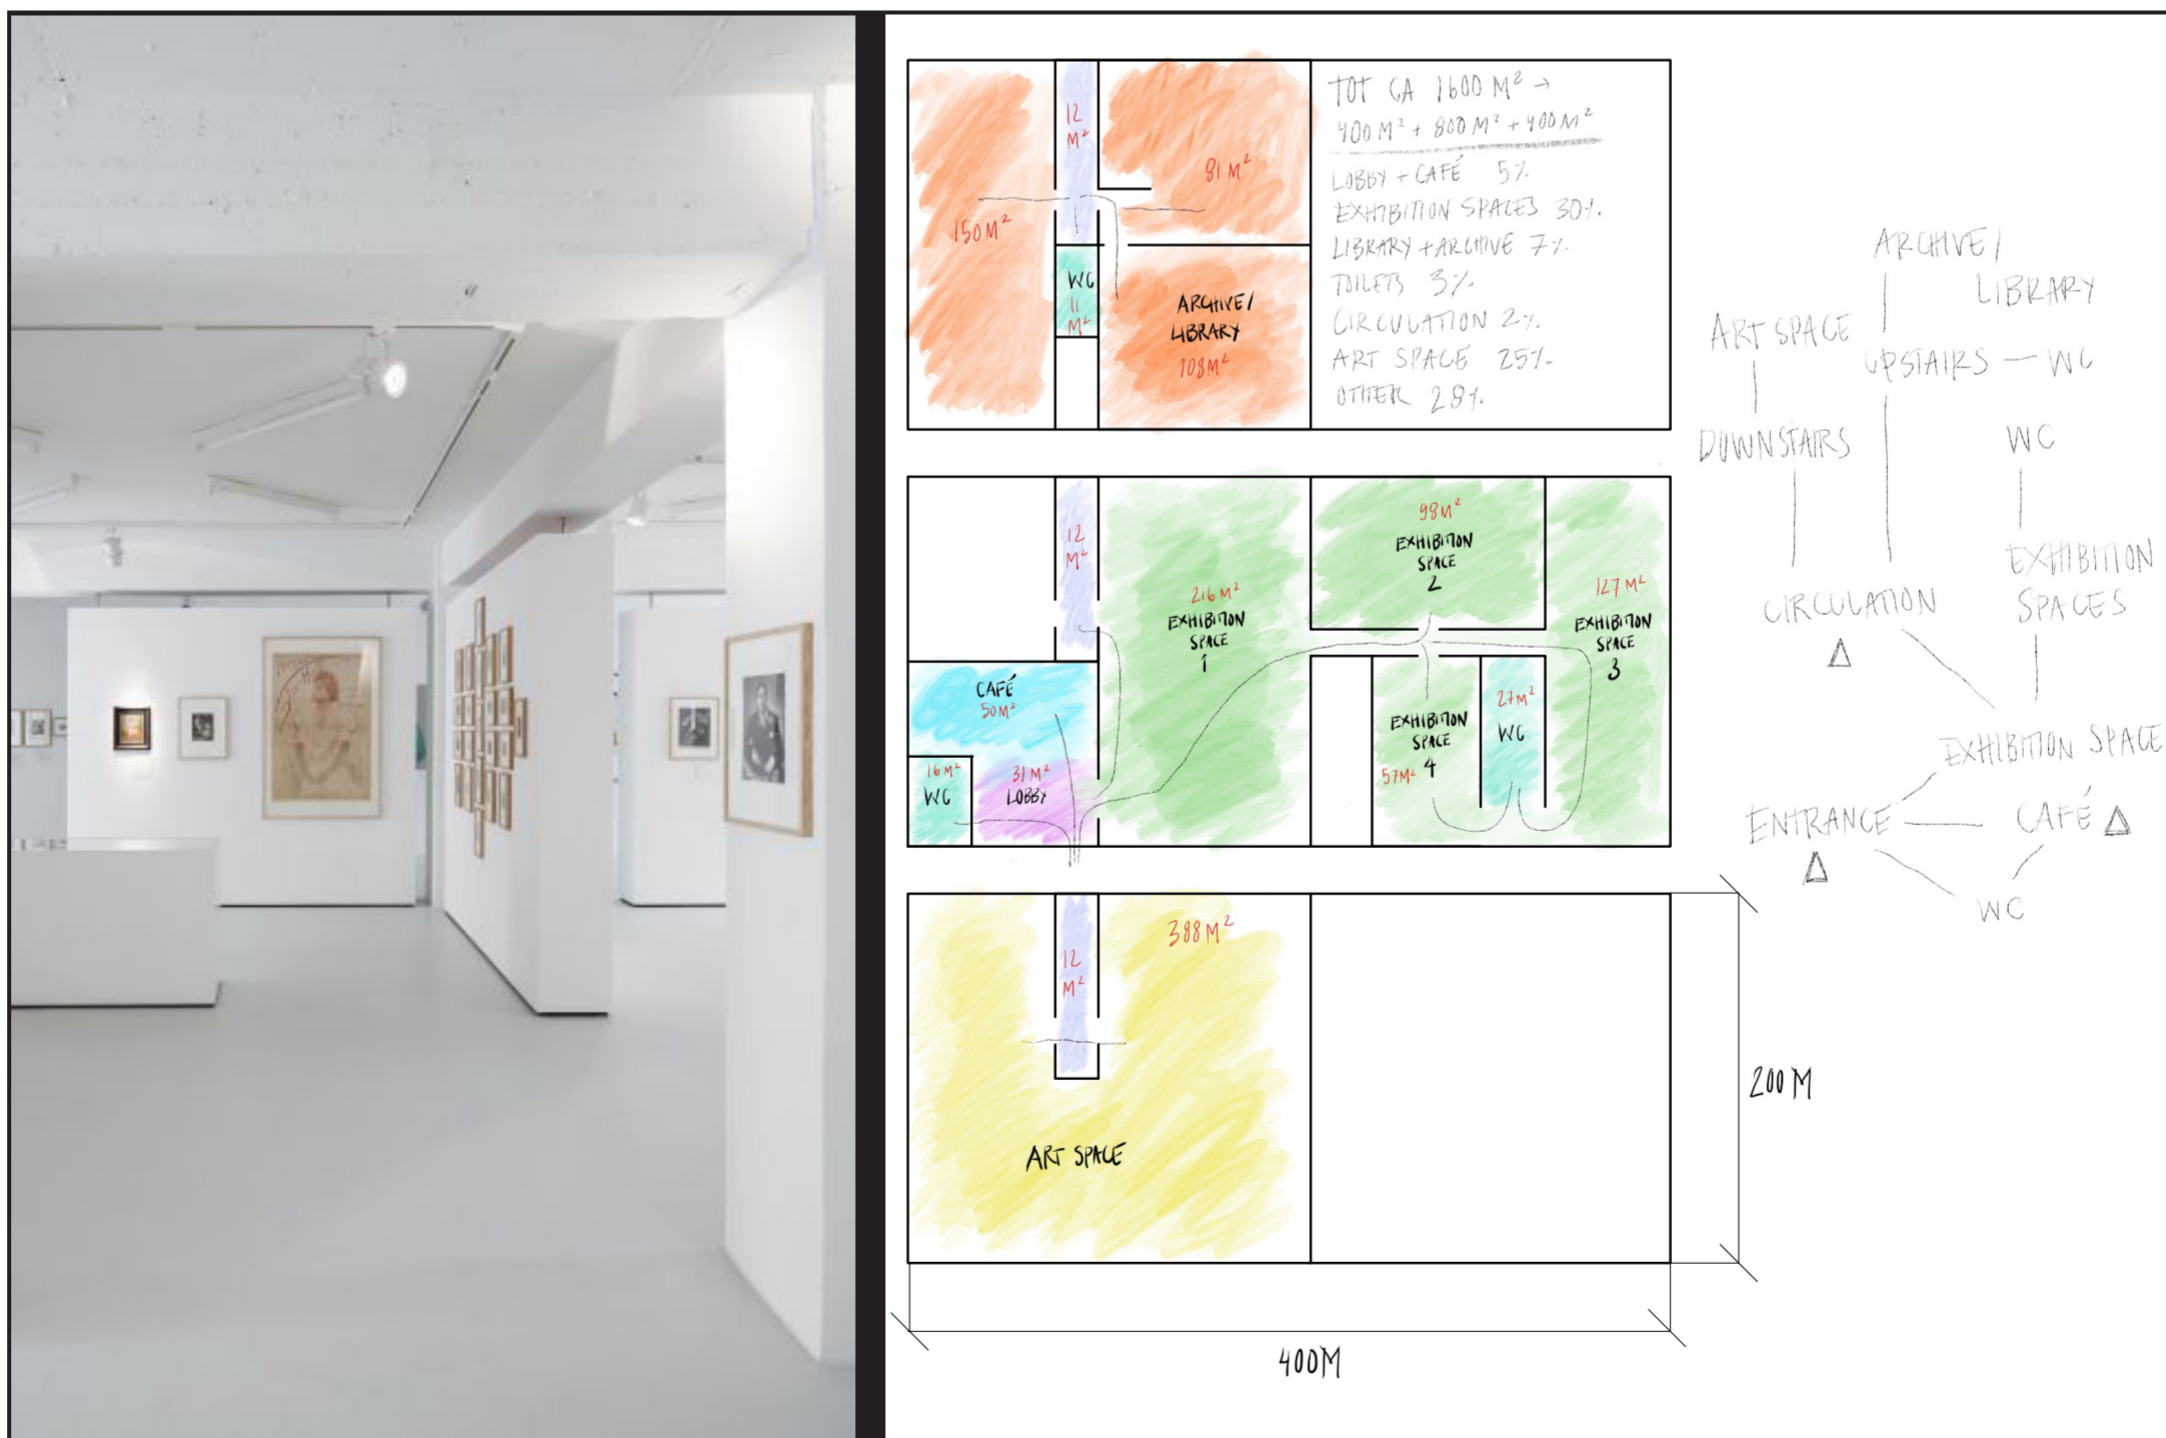 12
M²
81 M²
150 M²
WC
11
M²
ARCHIVE/
LIBRARY
108 M²
TOT CA 1600 M² →
400 M² + 800 M² + 400 M²
LOBBY + CAFÉ 5%
EXHIBITION SPACES 30%
LIBRARY + ARCHIVE 7%
TOILETS 3%
CIRCULATION 2%
ART SPACE 25%
OTHER 28%
12
M²
216 M²
EXHIBITION
SPACE
1
98 M²
EXHIBITION
SPACE
2
127 M²
EXHIBITION
SPACE
3
CAFÉ
50 M²
16 M²
WC
31 M²
LOBBY
EXHIBITION
SPACE
4
57 M²
27 M²
WC
12
M²
388 M²
ART SPACE
200 M
400 M
ARCHIVE/
LIBRARY
ART SPACE
UPSTAIRS — WC
DOWNSTAIRS
WC
EXHIBITION
SPACES
CIRCULATION
EXHIBITION SPACE
ENTRANCE
CAFÉ
WC